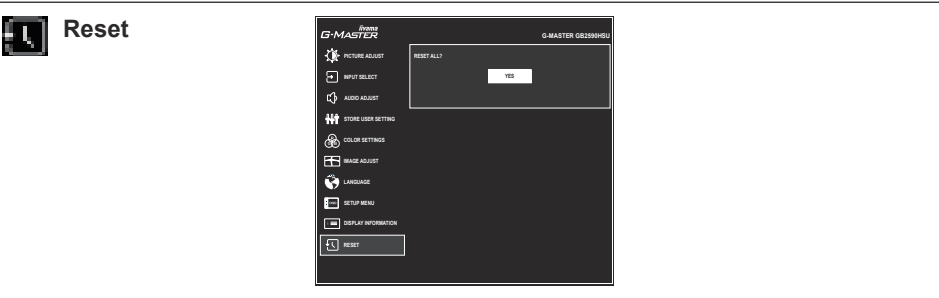 Reset
iiyama
G-MASTER
G-MASTER GB2590HSU
PICTURE ADJUST
RESET ALL?
YES
INPUT SELECT
AUDIO ADJUST
STORE USER SETTING
COLOR SETTINGS
IMAGE ADJUST
LANGUAGE
SETUP MENU
DISPLAY INFORMATION
RESET